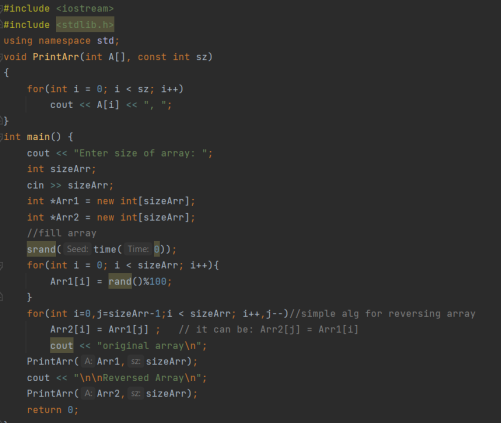 #include <iostream>
#include <stdlib.h>
using namespace std;
void PrintArr(int A[], const int sz)
{
for(int i = 0; i < sz; i++)
cout << A[i] << ", ";
}
int main() {
cout << "Enter size of array: ";
int sizeArr;
cin >> sizeArr;
int *Arr1 = new int[sizeArr];
int *Arr2 = new int[sizeArr];
//fill array
srand( Seed: time( Time: 0));
for(int i = 0; i < sizeArr; i++){
Arr1[i] = rand()%100;
}
for(int i=0,j=sizeArr-1;i < sizeArr; i++,j--)//simple alg for reversing array
Arr2[i] = Arr1[j] ;   // it can be: Arr2[j] = Arr1[i]
cout << "original array\n";
PrintArr( A: Arr1, sz: sizeArr);
cout << "\n\nReversed Array\n";
PrintArr( A: Arr2, sz: sizeArr);
return 0;
}